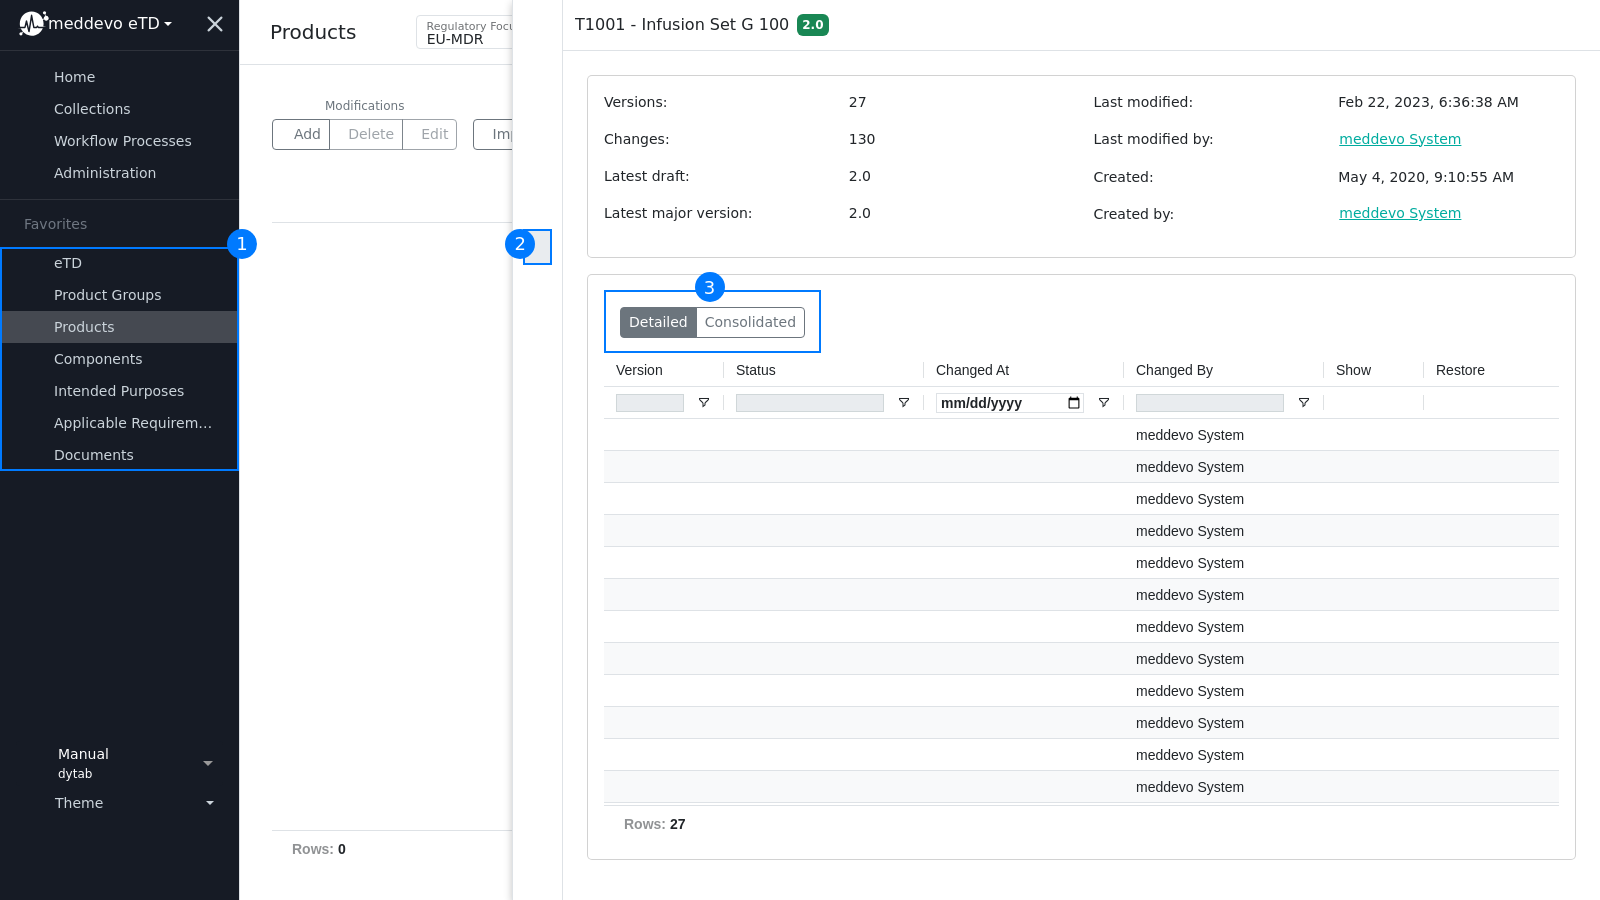 meddevo eTD
Home
Collections
Workflow Processes
Administration
Favorites
1
eTD
Product Groups
Products
Components
Intended Purposes
Applicable Requirem...
Documents
Manual
dytab
Theme
Products
Regulatory Focu
EU-MDR
Modifications
Add Delete Edit Imp
Rows: 0
2
T1001 - Infusion Set G 100 2.0
Versions: 27 Last modified: Feb 22, 2023, 6:36:38 AM
Changes: 130 Last modified by: meddevo System
Latest draft: 2.0 Created: May 4, 2020, 9:10:55 AM
Latest major version: 2.0 Created by: meddevo System
3
Detailed Consolidated
Version Status Changed At Changed By Show Restore
mm/dd/yyyy
meddevo System
meddevo System
meddevo System
meddevo System
meddevo System
meddevo System
meddevo System
meddevo System
meddevo System
meddevo System
meddevo System
meddevo System
Rows: 27